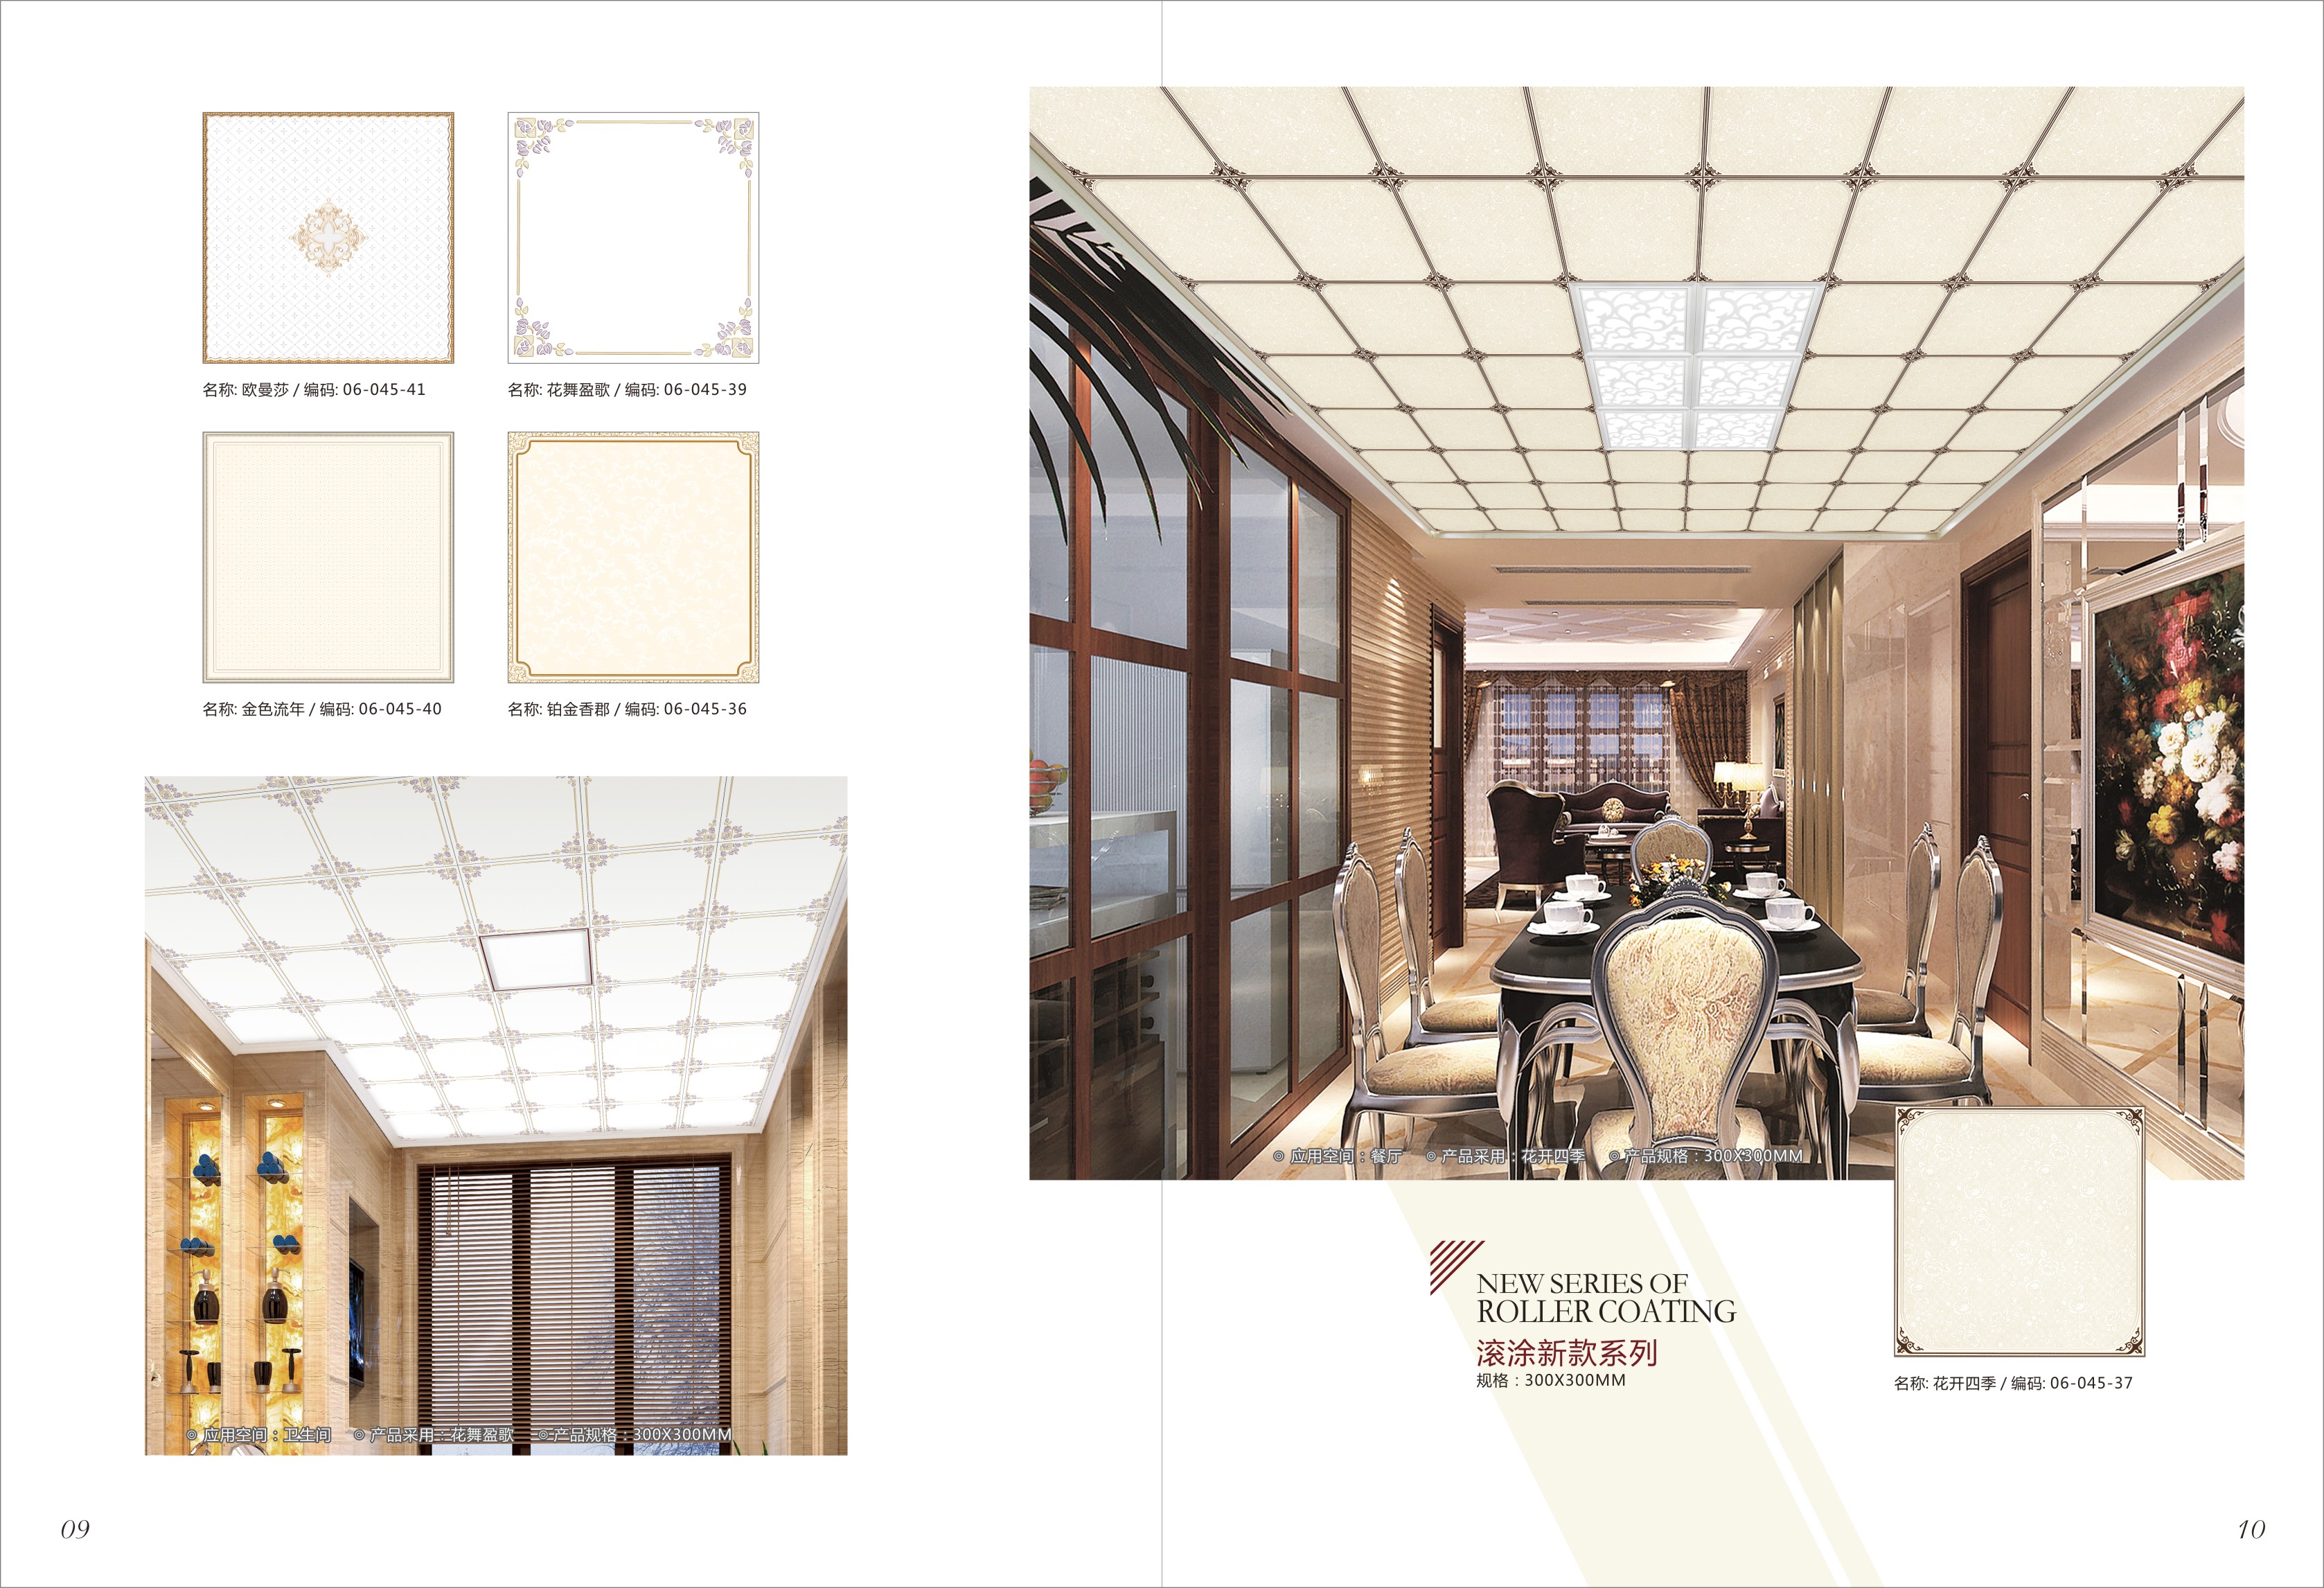 名称: 欧曼莎 / 编码: 06-045-41
名称: 花舞盈歌 / 编码: 06-045-39
名称: 金色流年 / 编码: 06-045-40
名称: 铂金香郡 / 编码: 06-045-36
◎ 应用空间：卫生间 ◎ 产品采用：花舞盈歌 ◎ 产品规格：300X300MM
09
◎ 应用空间：餐厅 ◎ 产品采用：花开四季 ◎ 产品规格：300X300MM
NEW SERIES OF
ROLLER COATING
滚涂新款系列
规格：300X300MM
名称: 花开四季 / 编码: 06-045-37
10